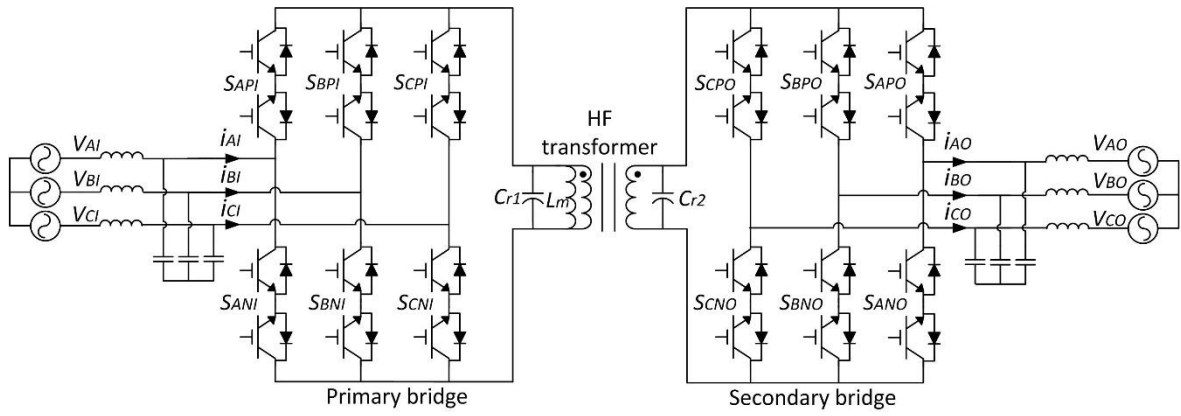 SAPI SBPI SCPI
SCPO SBPO SAPO
HF
transformer
VAI iAI
VBI iBI
VCI iCI
Cr1 Lm Cr2
iAO VAO
iBO VBO
iCO VCO
SANI SBNI SCNI
SCNO SBNO SANO
Primary bridge
Secondary bridge